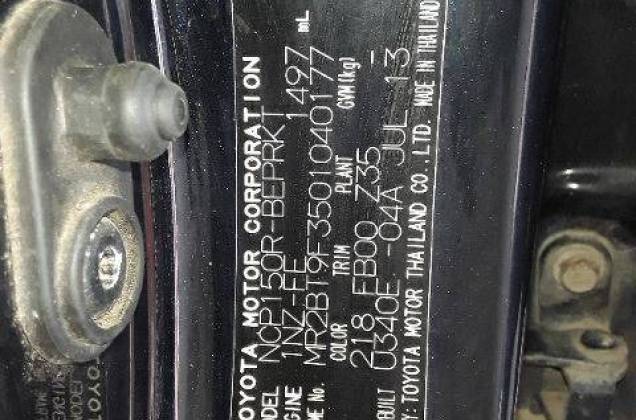 TOYOTA MOTOR CORPORATION
NCP150R-BEPRKT
1NZ-FE 1497 mL
MR2BT9F3501040177
COLOR TRIM PLANT GVM(kg)
218 FB00 Z35 -
U340E -04A JUL 13
TOYOTA MOTOR THAILAND CO.,LTD. MADE IN THAILAND